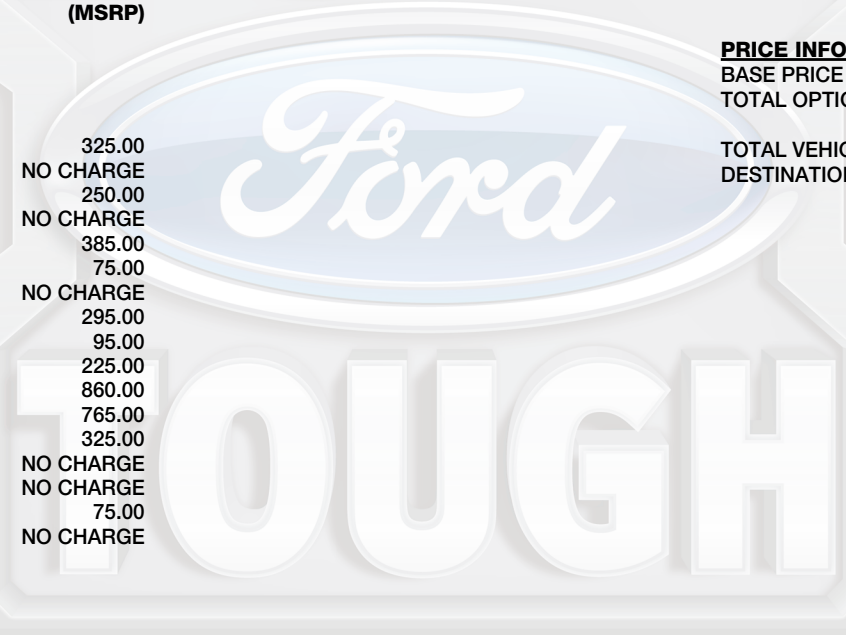 (MSRP)
325.00
NO CHARGE
250.00
NO CHARGE
385.00
75.00
NO CHARGE
295.00
95.00
225.00
860.00
765.00
325.00
NO CHARGE
NO CHARGE
75.00
NO CHARGE
PRICE INFO
BASE PRICE
TOTAL OPTIO
TOTAL VEHIC
DESTINATION
Ford
TOUGH